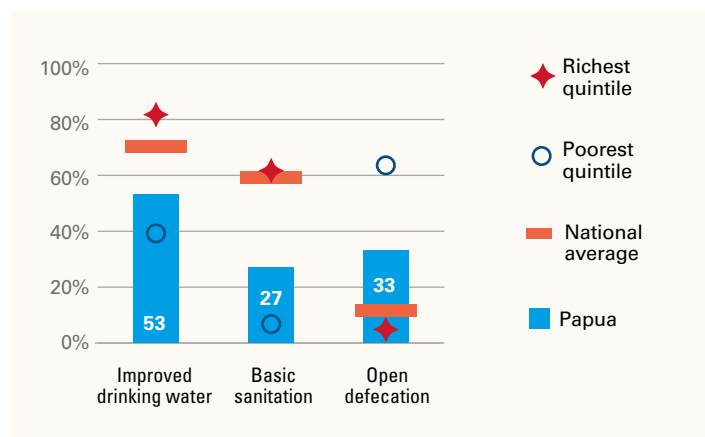 100%
80%
60%
40%
20%
0%
53
27
33
Improved
drinking water
Basic
sanitation
Open
defecation
Richest
quintile
Poorest
quintile
National
average
Papua